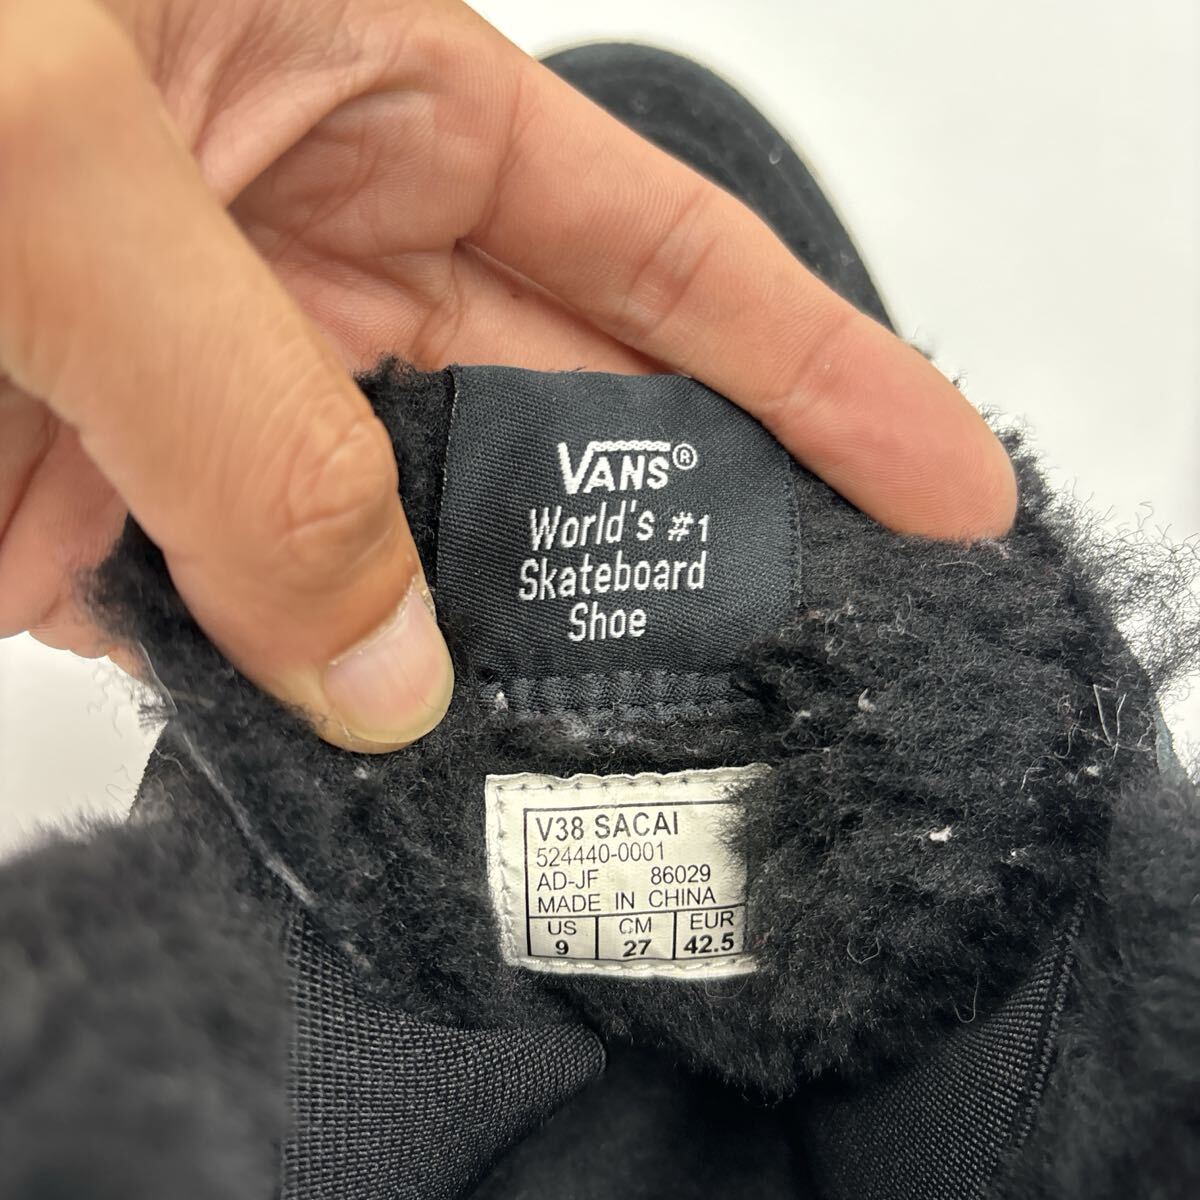 VANS®
World's #1
Skateboard
Shoe
V38 SACAI
524440-0001
AD-JF 86029
MADE IN CHINA
US CM EUR
9 27 42.5